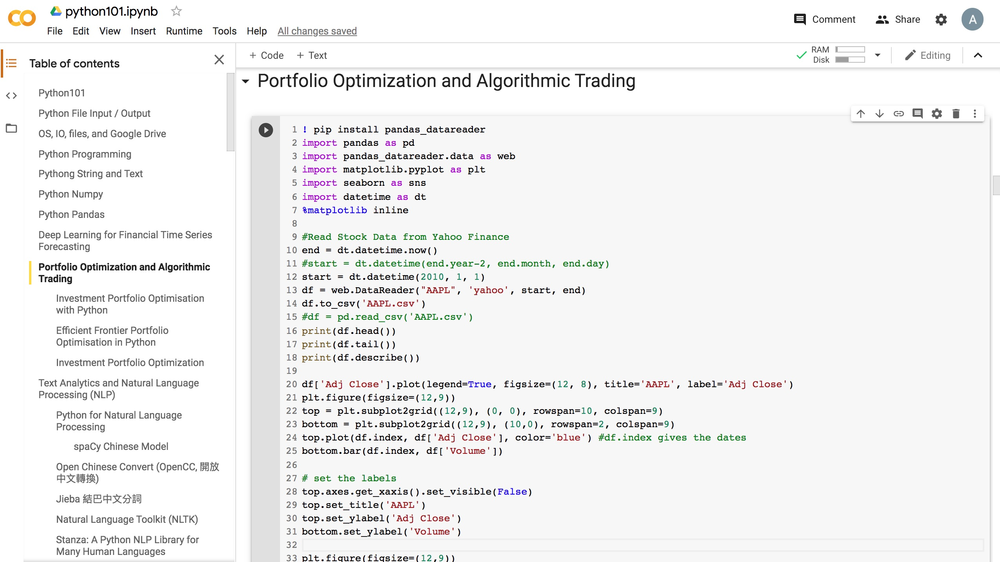 python101.ipynb
File Edit View Insert Runtime Tools Help All changes saved
Comment
Share
A
Table of contents
Python101
Python File Input / Output
OS, IO, files, and Google Drive
Python Programming
Pythong String and Text
Python Numpy
Python Pandas
Deep Learning for Financial Time Series
Forecasting
Portfolio Optimization and Algorithmic
Trading
Investment Portfolio Optimisation
with Python
Efficient Frontier Portfolio
Optimisation in Python
Investment Portfolio Optimization
Text Analytics and Natural Language
Processing (NLP)
Python for Natural Language
Processing
spaCy Chinese Model
Open Chinese Convert (OpenCC, 開放
中文轉換)
Jieba 結巴中文分詞
Natural Language Toolkit (NLTK)
Stanza: A Python NLP Library for
Many Human Languages
+ Code + Text
RAM
Disk
Editing
Portfolio Optimization and Algorithmic Trading
1 ! pip install pandas_datareader
2 import pandas as pd
3 import pandas_datareader.data as web
4 import matplotlib.pyplot as plt
5 import seaborn as sns
6 import datetime as dt
7 %matplotlib inline
8
9 #Read Stock Data from Yahoo Finance
10 end = dt.datetime.now()
11 #start = dt.datetime(end.year-2, end.month, end.day)
12 start = dt.datetime(2010, 1, 1)
13 df = web.DataReader("AAPL", 'yahoo', start, end)
14 df.to_csv('AAPL.csv')
15 #df = pd.read_csv('AAPL.csv')
16 print(df.head())
17 print(df.tail())
18 print(df.describe())
19
20 df['Adj Close'].plot(legend=True, figsize=(12, 8), title='AAPL', label='Adj Close')
21 plt.figure(figsize=(12,9))
22 top = plt.subplot2grid((12,9), (0, 0), rowspan=10, colspan=9)
23 bottom = plt.subplot2grid((12,9), (10,0), rowspan=2, colspan=9)
24 top.plot(df.index, df['Adj Close'], color='blue') #df.index gives the dates
25 bottom.bar(df.index, df['Volume'])
26
27 # set the labels
28 top.axes.get_xaxis().set_visible(False)
29 top.set_title('AAPL')
30 top.set_ylabel('Adj Close')
31 bottom.set_ylabel('Volume')
32
33 plt.figure(figsize=(12,9))